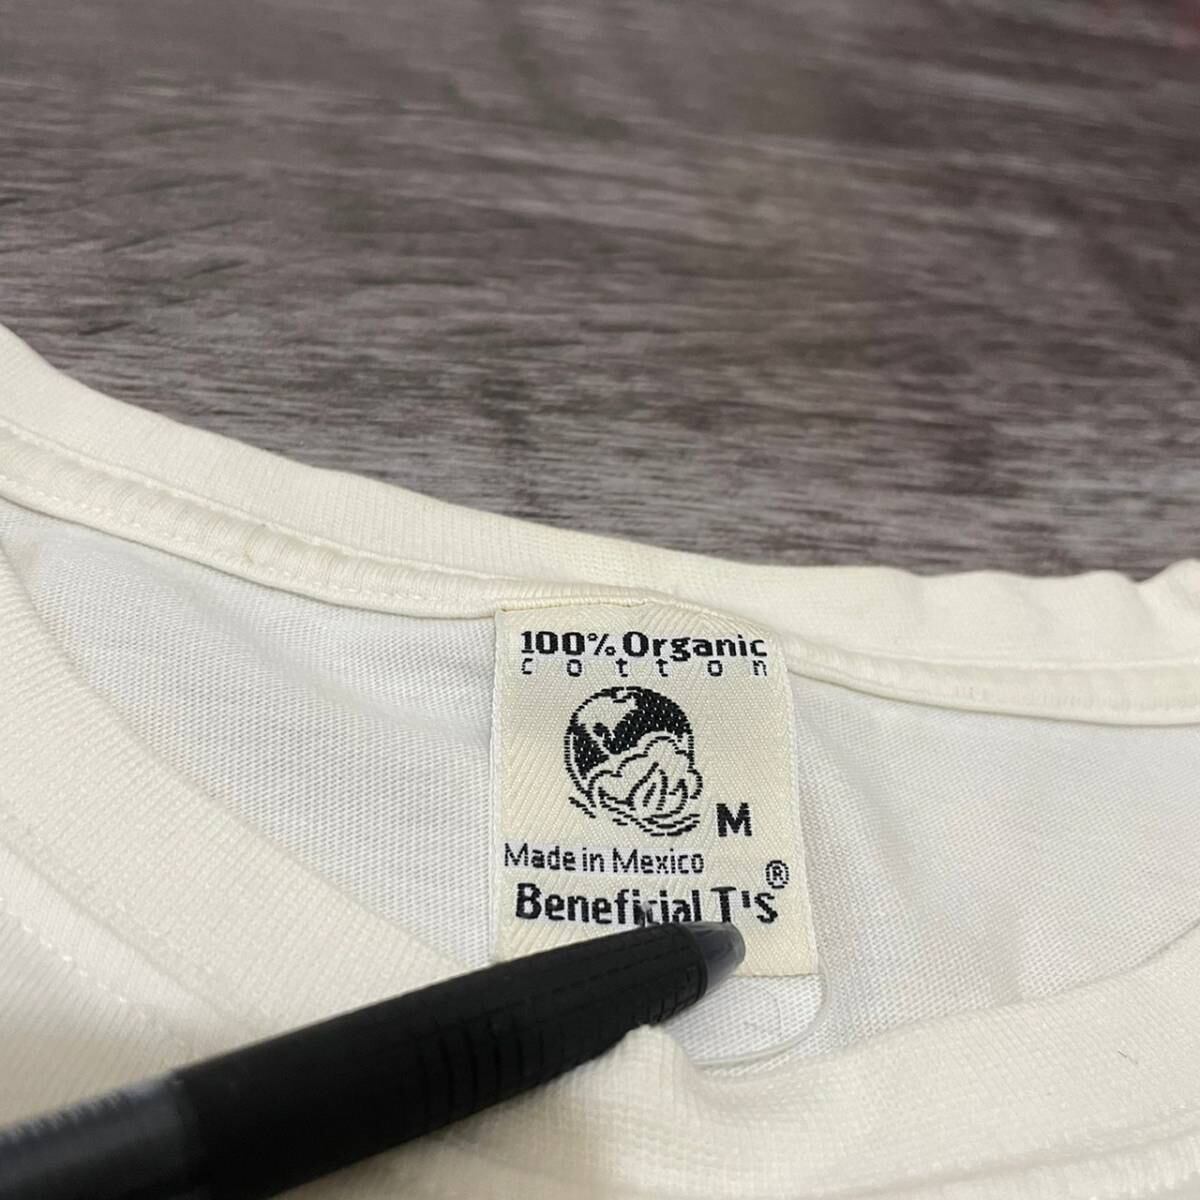 100% Organic
cotton
M
Made in Mexico
Beneficial T's®